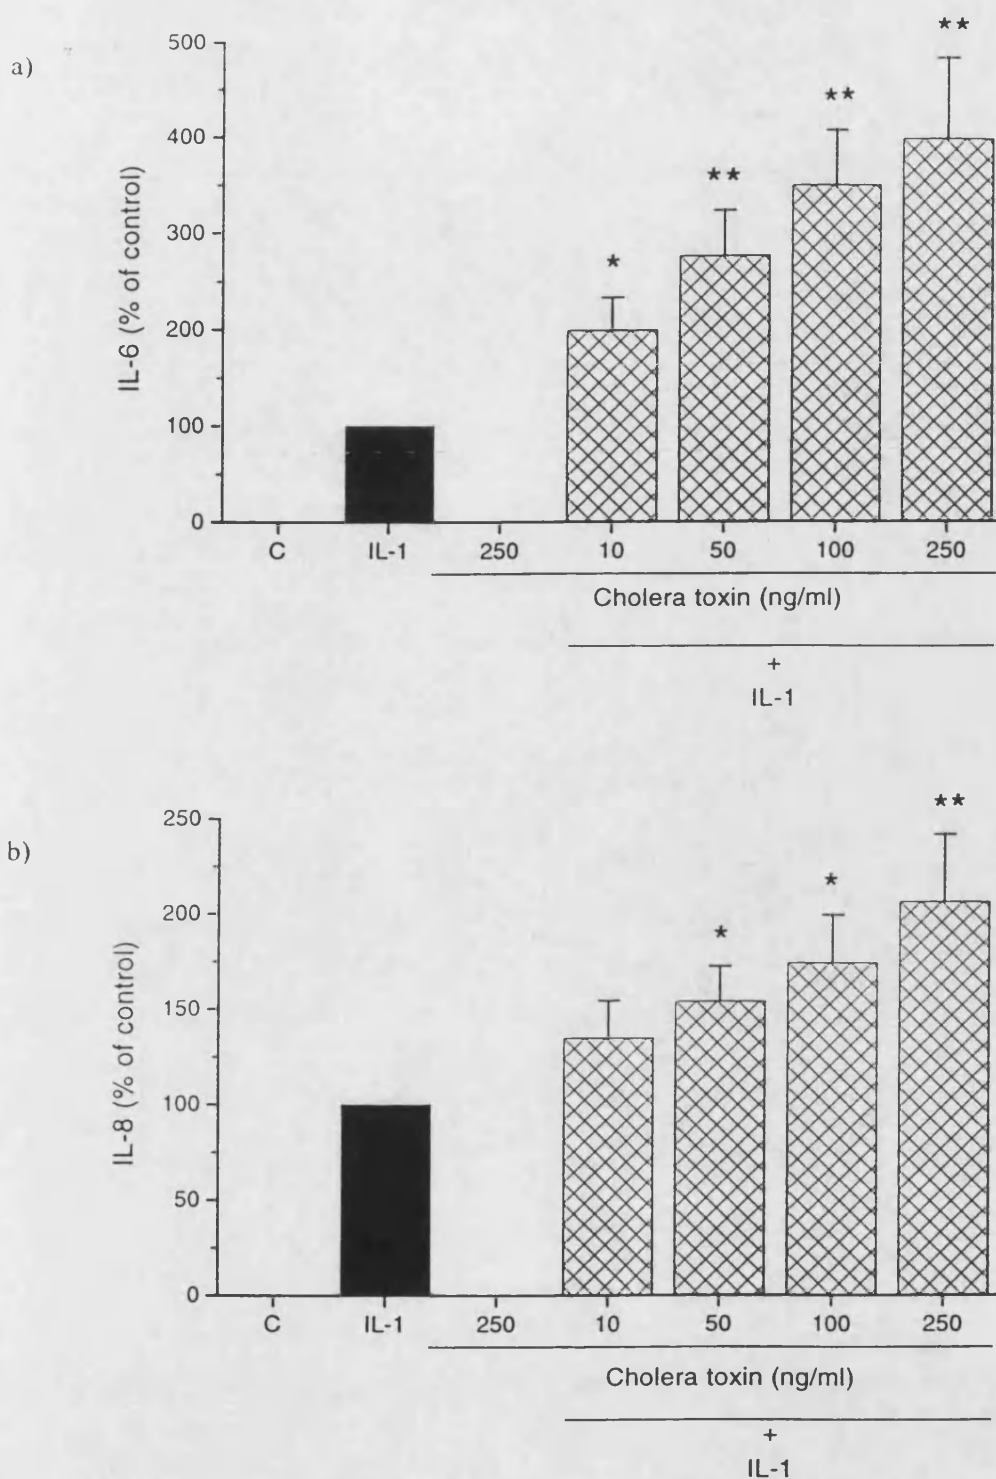 a)
IL-6 (% of control)
500
400
300
200
100
0
*
**
**
**
C IL-1 250 10 50 100 250
Cholera toxin (ng/ml)
+
IL-1
b)
IL-8 (% of control)
250
200
150
100
50
0
*
*
**
C IL-1 250 10 50 100 250
Cholera toxin (ng/ml)
+
IL-1